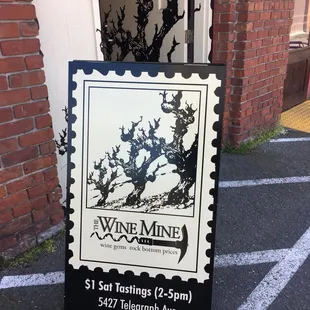 THE
WINE MINE
wine gems rock bottom prices
$1 Sat Tastings (2-5pm)
5427 Telegraph Ave